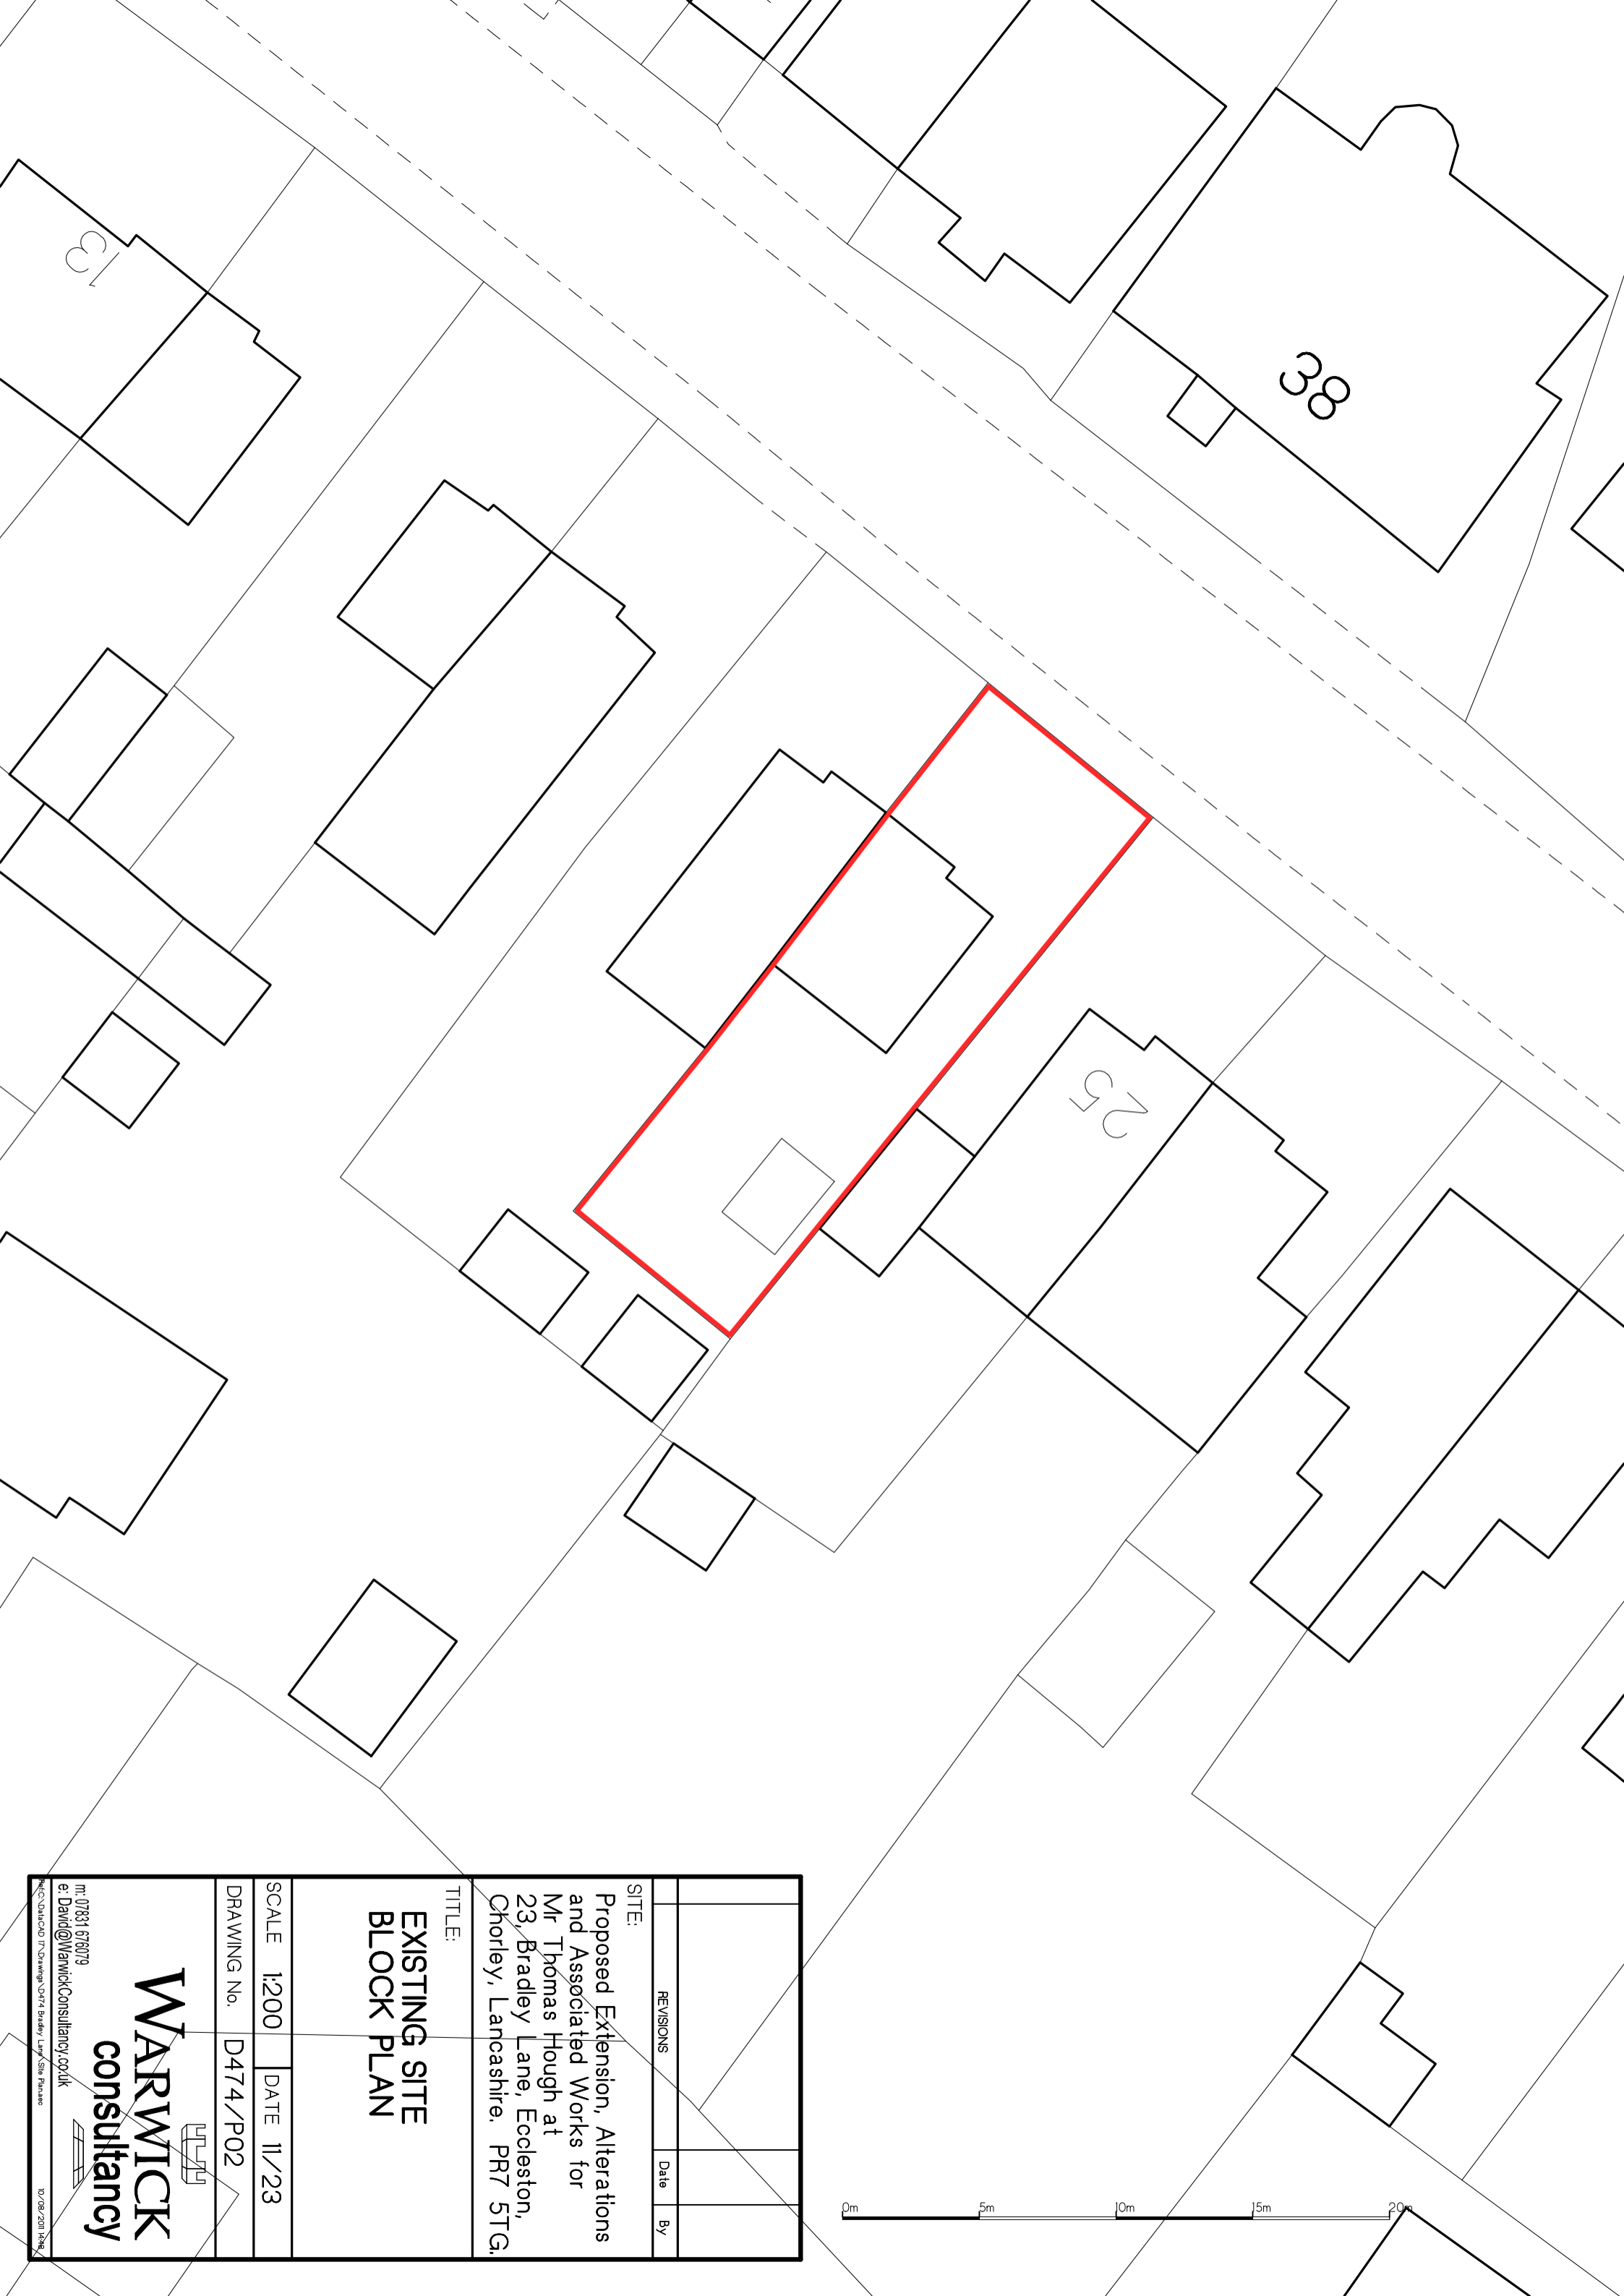 13
38
25
REVISIONS
Date
By
SITE:
Proposed Extension, Alterations
and Associated Works for
Mr Thomas Hough at
23, Bradley Lane, Eccleston,
Chorley, Lancashire. PR7 5TG.
TITLE:
EXISTING SITE
BLOCK PLAN
SCALE 1:200
DATE 11/23
DRAWING No. D474/P02
WARWICK
consultancy
m: 07831 676079
e: David@WarwickConsultancy.co.uk
0m
5m
10m
15m
20m